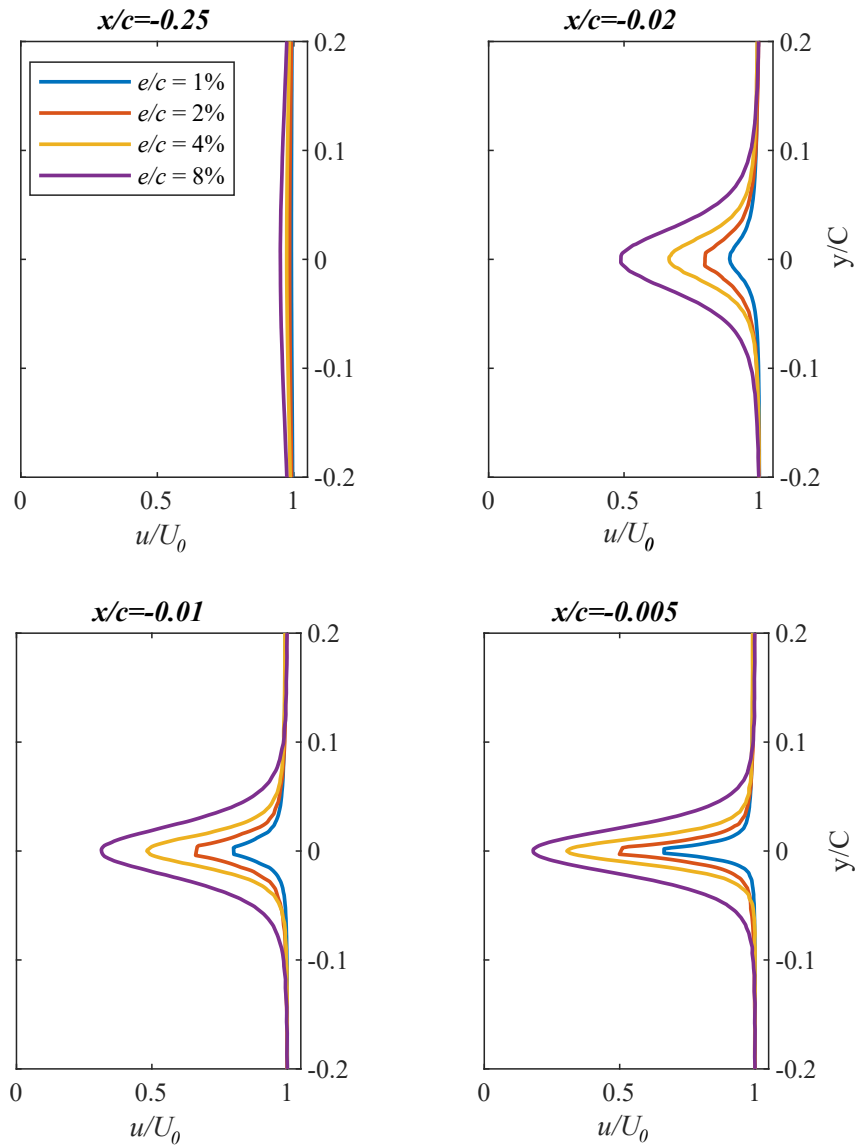 x/c=-0.25
0.2
0.1
0
-0.1
-0.2
0
0.5
1
u/U0
e/c = 1%
e/c = 2%
e/c = 4%
e/c = 8%
x/c=-0.02
0.2
0.1
0
-0.1
-0.2
y/C
0
0.5
1
u/U0
x/c=-0.01
0.2
0.1
0
-0.1
-0.2
0
0.5
1
u/U0
x/c=-0.005
0.2
0.1
0
-0.1
-0.2
y/C
0
0.5
1
u/U0